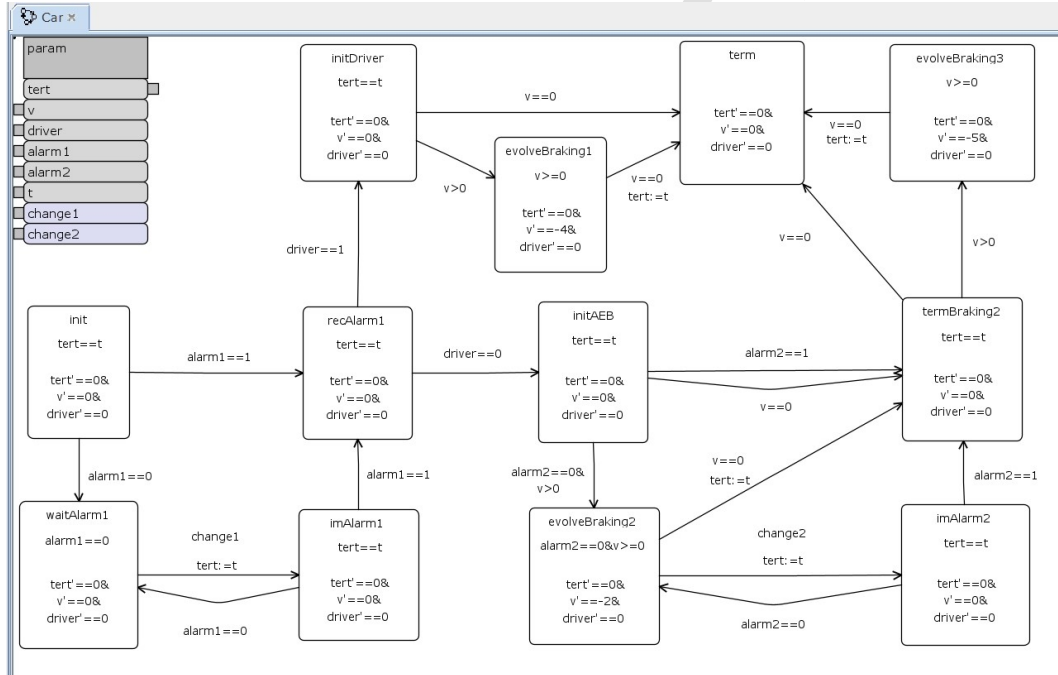 Car
param
tert
v
driver
alarm1
alarm2
t
change1
change2
initDriver
tert==t
tert'==0&
v'==0&
driver'==0
v==0
term
tert'==0&
v'==0&
driver'==0
evolveBraking3
v>=0
tert'==0&
v'==-5&
driver'==0
v==0
tert:=t
v>0
evolveBraking1
v>=0
tert'==0&
v'==-4&
driver'==0
v==0
tert:=t
driver==1
v==0
v>0
init
tert==t
tert'==0&
v'==0&
driver'==0
alarm1==1
recAlarm1
tert==t
tert'==0&
v'==0&
driver'==0
driver==0
initAEB
tert==t
tert'==0&
v'==0&
driver'==0
alarm2==1
v==0
termBraking2
tert==t
tert'==0&
v'==0&
driver'==0
alarm1==0
alarm1==1
alarm2==0&
v>0
v==0
tert:=t
alarm2==1
waitAlarm1
alarm1==0
tert'==0&
v'==0&
driver'==0
change1
tert:=t
alarm1==0
imAlarm1
tert==t
tert'==0&
v'==0&
driver'==0
evolveBraking2
alarm2==0&v>=0
tert'==0&
v'==-2&
driver'==0
change2
tert:=t
alarm2==0
imAlarm2
tert==t
tert'==0&
v'==0&
driver'==0